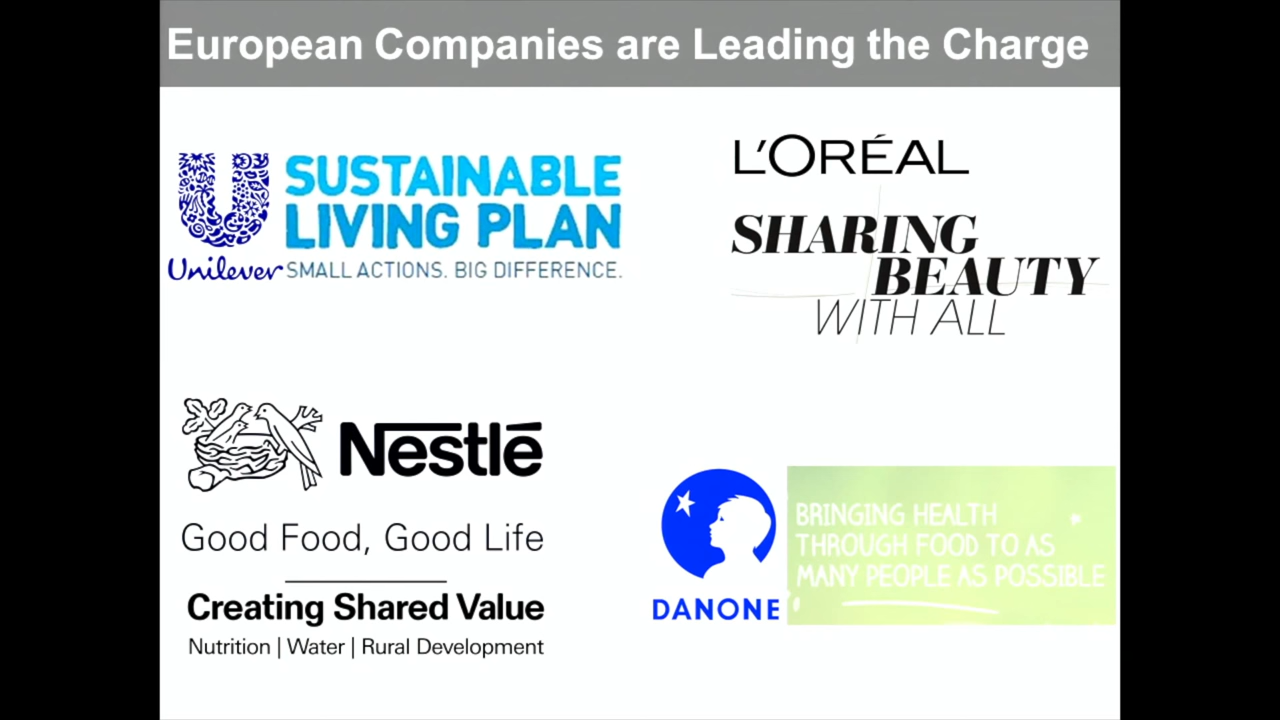 European Companies are Leading the Charge
SUSTAINABLE
LIVING PLAN
Unilever SMALL ACTIONS. BIG DIFFERENCE.
L'ORÉAL
SHARING
BEAUTY
WITH ALL
Nestlé
Good Food, Good Life
Creating Shared Value
Nutrition | Water | Rural Development
DANONE
BRINGING HEALTH
THROUGH FOOD TO AS
MANY PEOPLE AS POSSIBLE